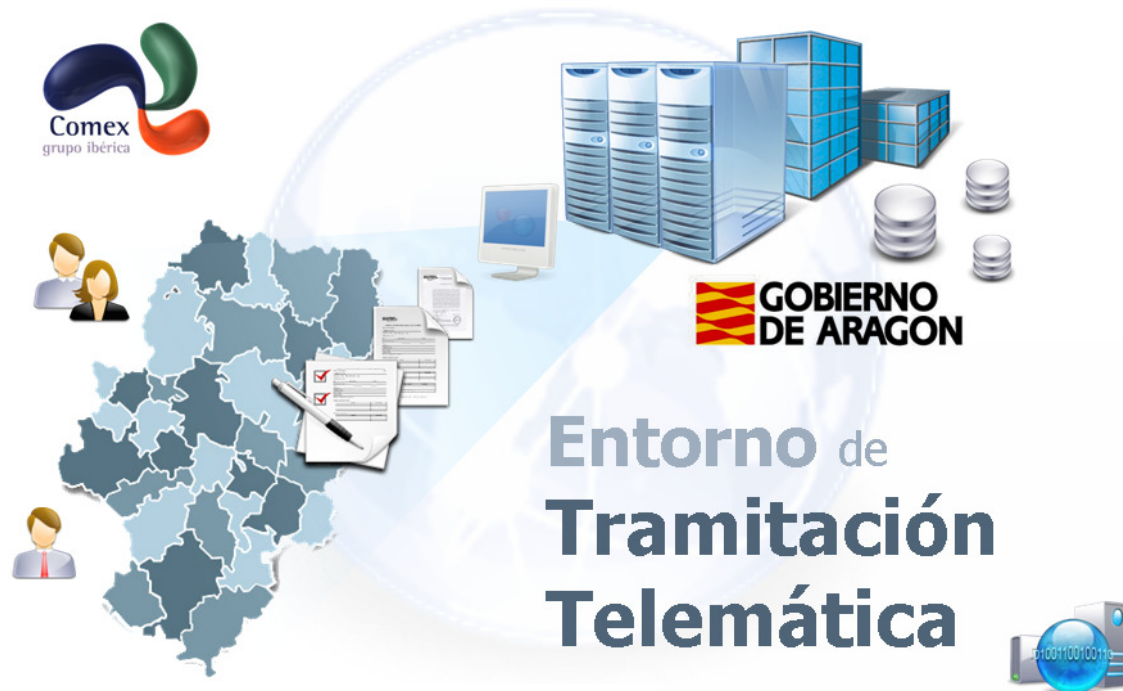 Comex
grupo ibérica
GOBIERNO
DE ARAGON
Entorno de
Tramitación
Telemática